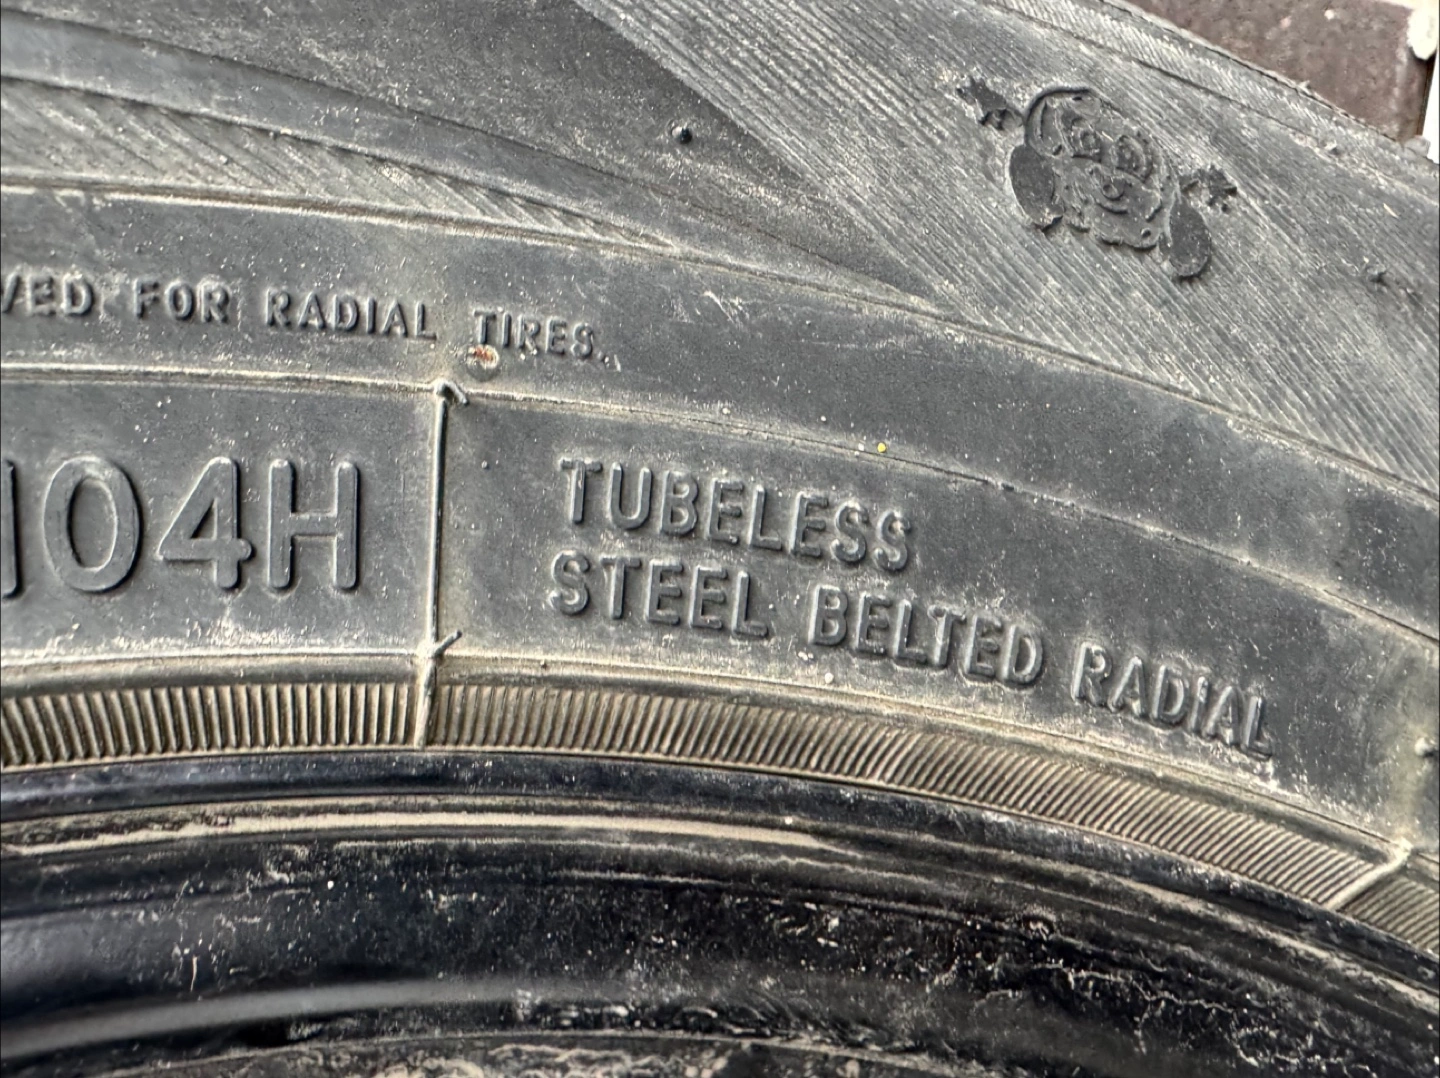 VED FOR RADIAL TIRES.
104H
TUBELESS
STEEL BELTED RADIAL